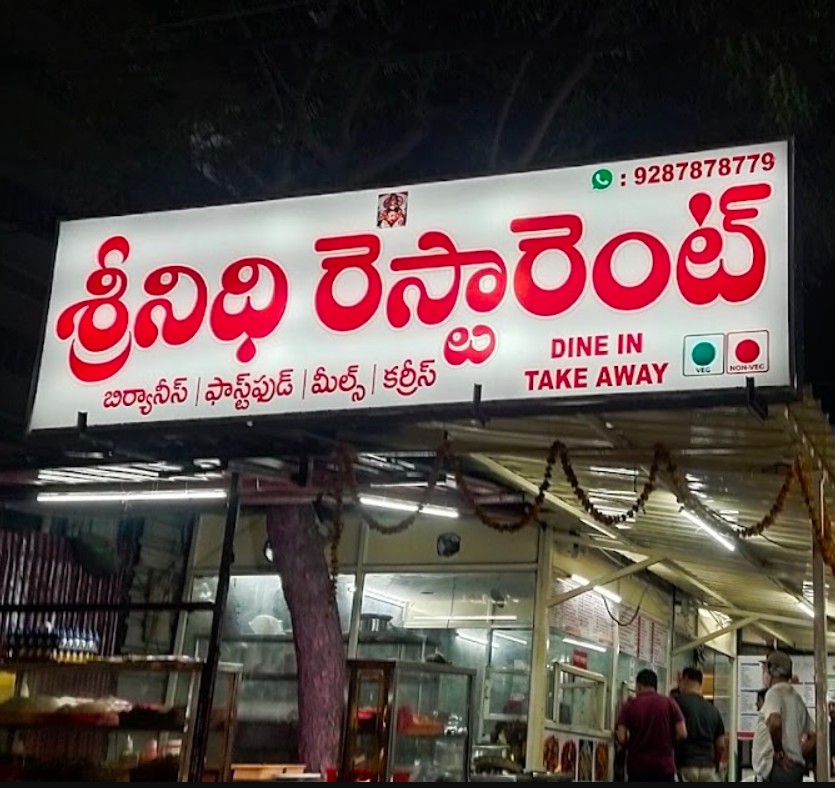 : 9287878779
శ్రీనిధి రెస్టారెంట్
బిర్యానీస్ | ఫాస్ట్‌ఫుడ్ | మీల్స్ | కర్రీస్
DINE IN
TAKE AWAY
VEG NON-VEG